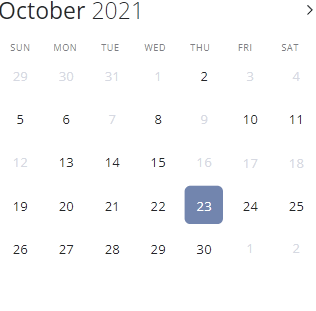 October 2021
SUN MON TUE WED THU FRI SAT
29 30 31 1 2 3 4
5 6 7 8 9 10 11
12 13 14 15 16 17 18
19 20 21 22 23 24 25
26 27 28 29 30 1 2